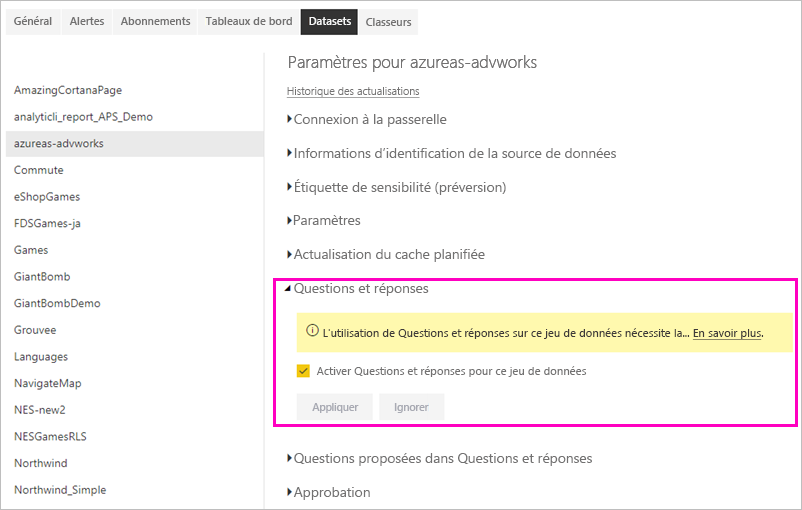 Général Alertes Abonnements Tableaux de bord Datasets Classeurs
AmazingCortanaPage
analyticli_report_APS_Demo
azureas-advworks
Commute
eShopGames
FDSGames-ja
Games
GiantBomb
GiantBombDemo
Grouvee
Languages
NavigateMap
NES-new2
NESGamesRLS
Northwind
Northwind_Simple
Paramètres pour azureas-advworks
Historique des actualisations
Connexion à la passerelle
Informations d’identification de la source de données
Étiquette de sensibilité (préversion)
Paramètres
Actualisation du cache planifiée
Questions et réponses
L’utilisation de Questions et réponses sur ce jeu de données nécessite la... En savoir plus.
Activer Questions et réponses pour ce jeu de données
Appliquer Ignorer
Questions proposées dans Questions et réponses
Approbation